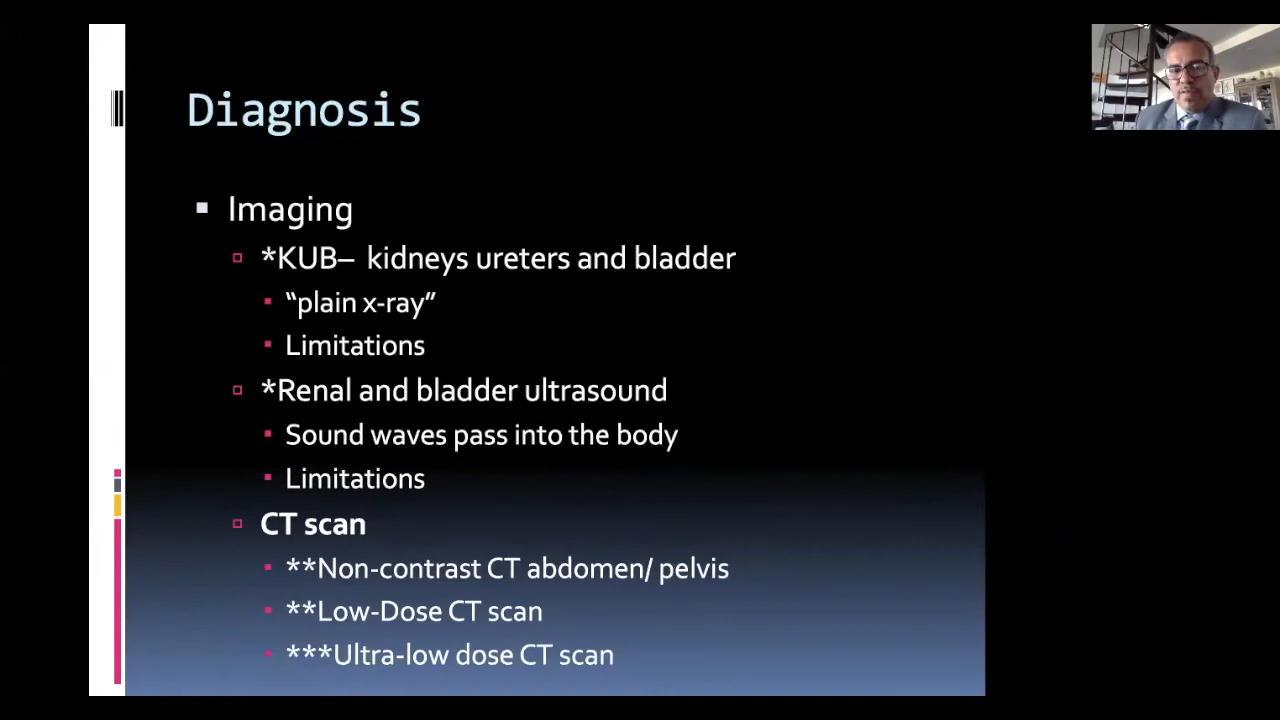 Diagnosis
Imaging
*KUB– kidneys ureters and bladder
“plain x-ray”
Limitations
*Renal and bladder ultrasound
Sound waves pass into the body
Limitations
CT scan
**Non-contrast CT abdomen/ pelvis
**Low-Dose CT scan
***Ultra-low dose CT scan